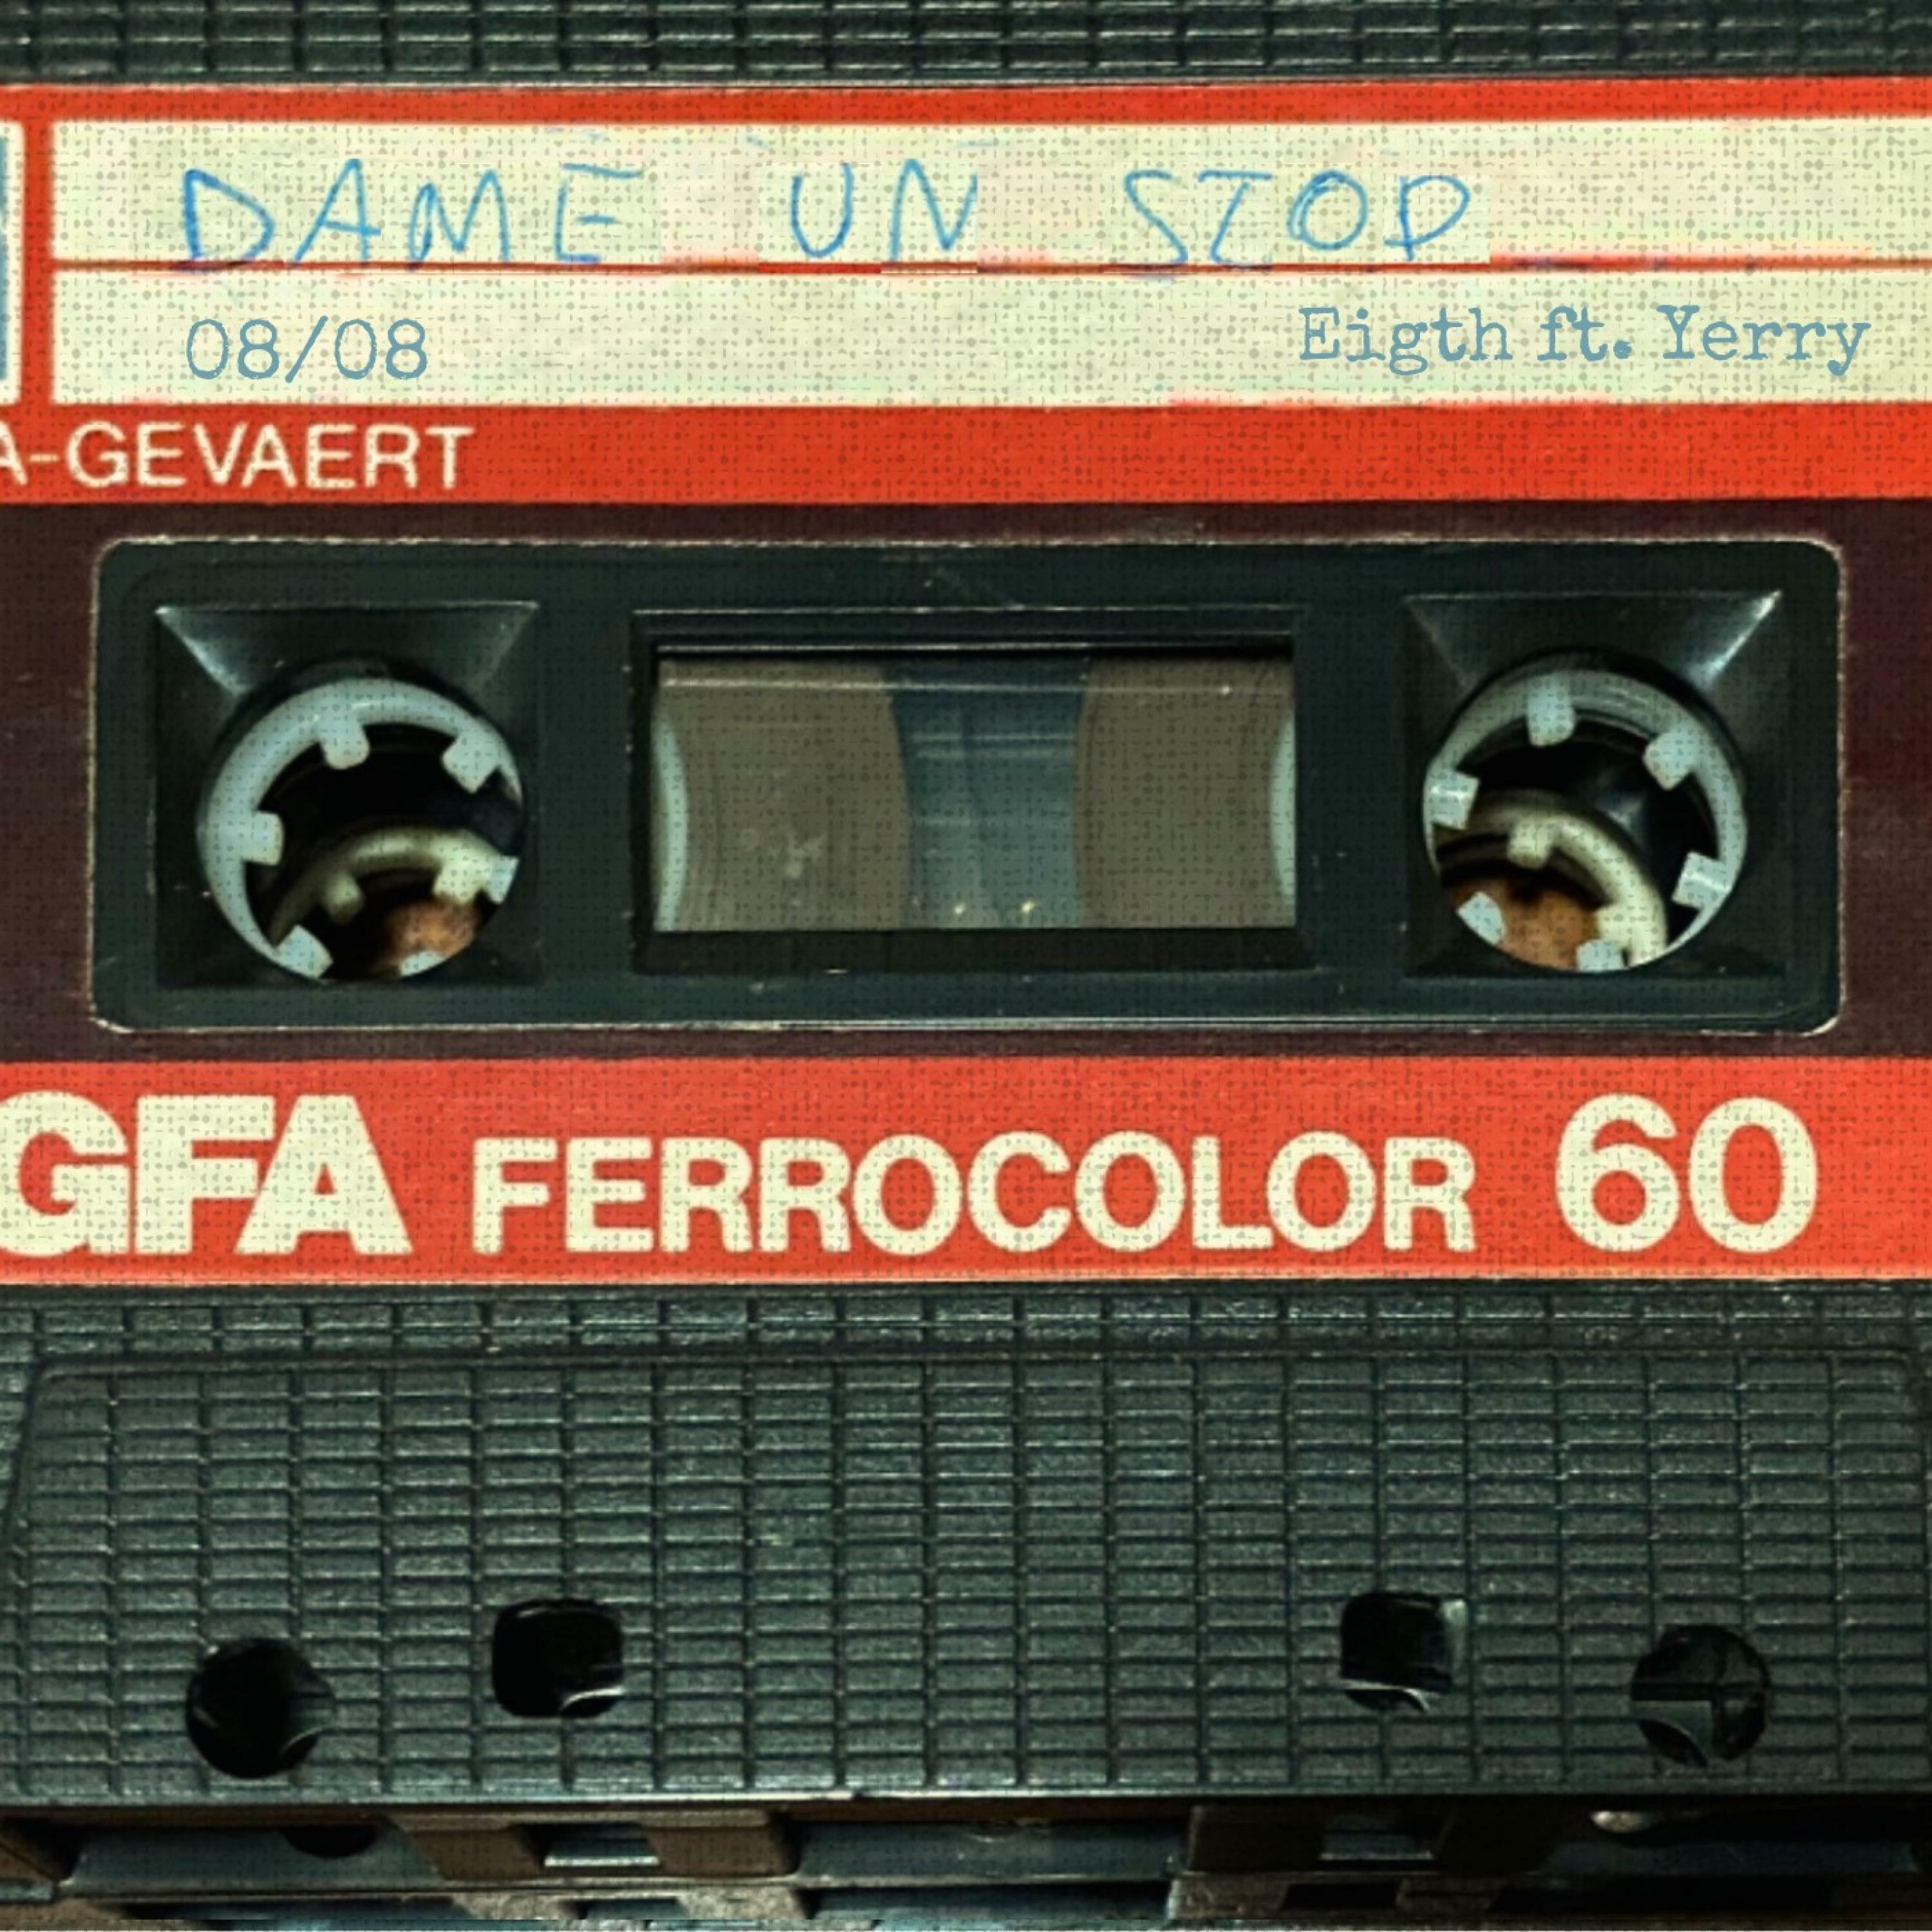 DAME UN STOP
08/08 Eigth ft. Yerry
A-GEVAERT
GFA FERROCOLOR 60